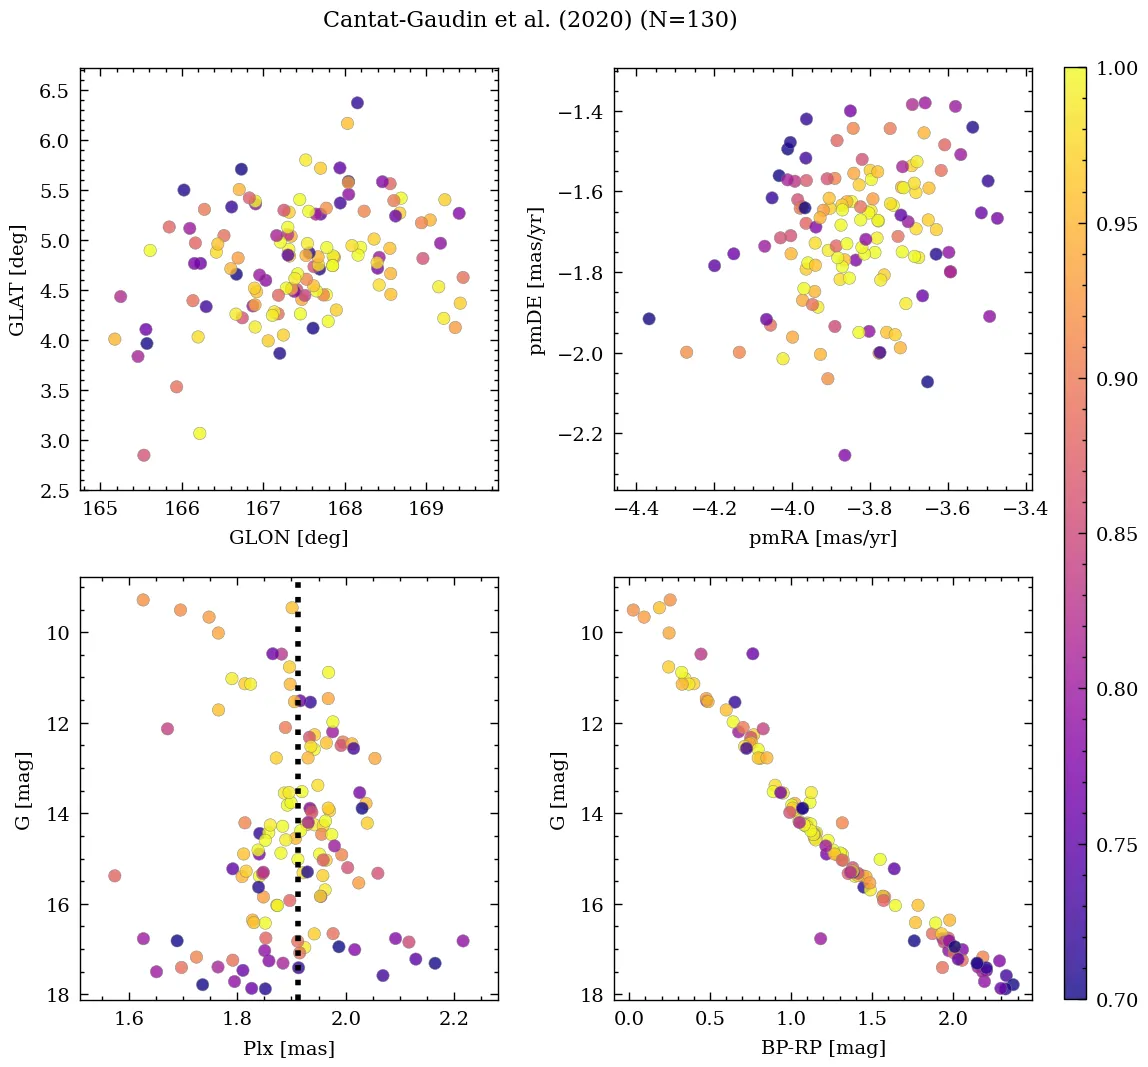 Cantat-Gaudin et al. (2020) (N=130)
6.5
6.0
5.5
5.0
4.5
4.0
3.5
3.0
2.5
GLAT [deg]
165 166 167 168 169
GLON [deg]
−1.4
−1.6
−1.8
−2.0
−2.2
pmDE [mas/yr]
−4.4 −4.2 −4.0 −3.8 −3.6 −3.4
pmRA [mas/yr]
10
12
14
16
18
G [mag]
1.6 1.8 2.0 2.2
Plx [mas]
10
12
14
16
18
G [mag]
0.0 0.5 1.0 1.5 2.0
BP-RP [mag]
1.00
0.95
0.90
0.85
0.80
0.75
0.70